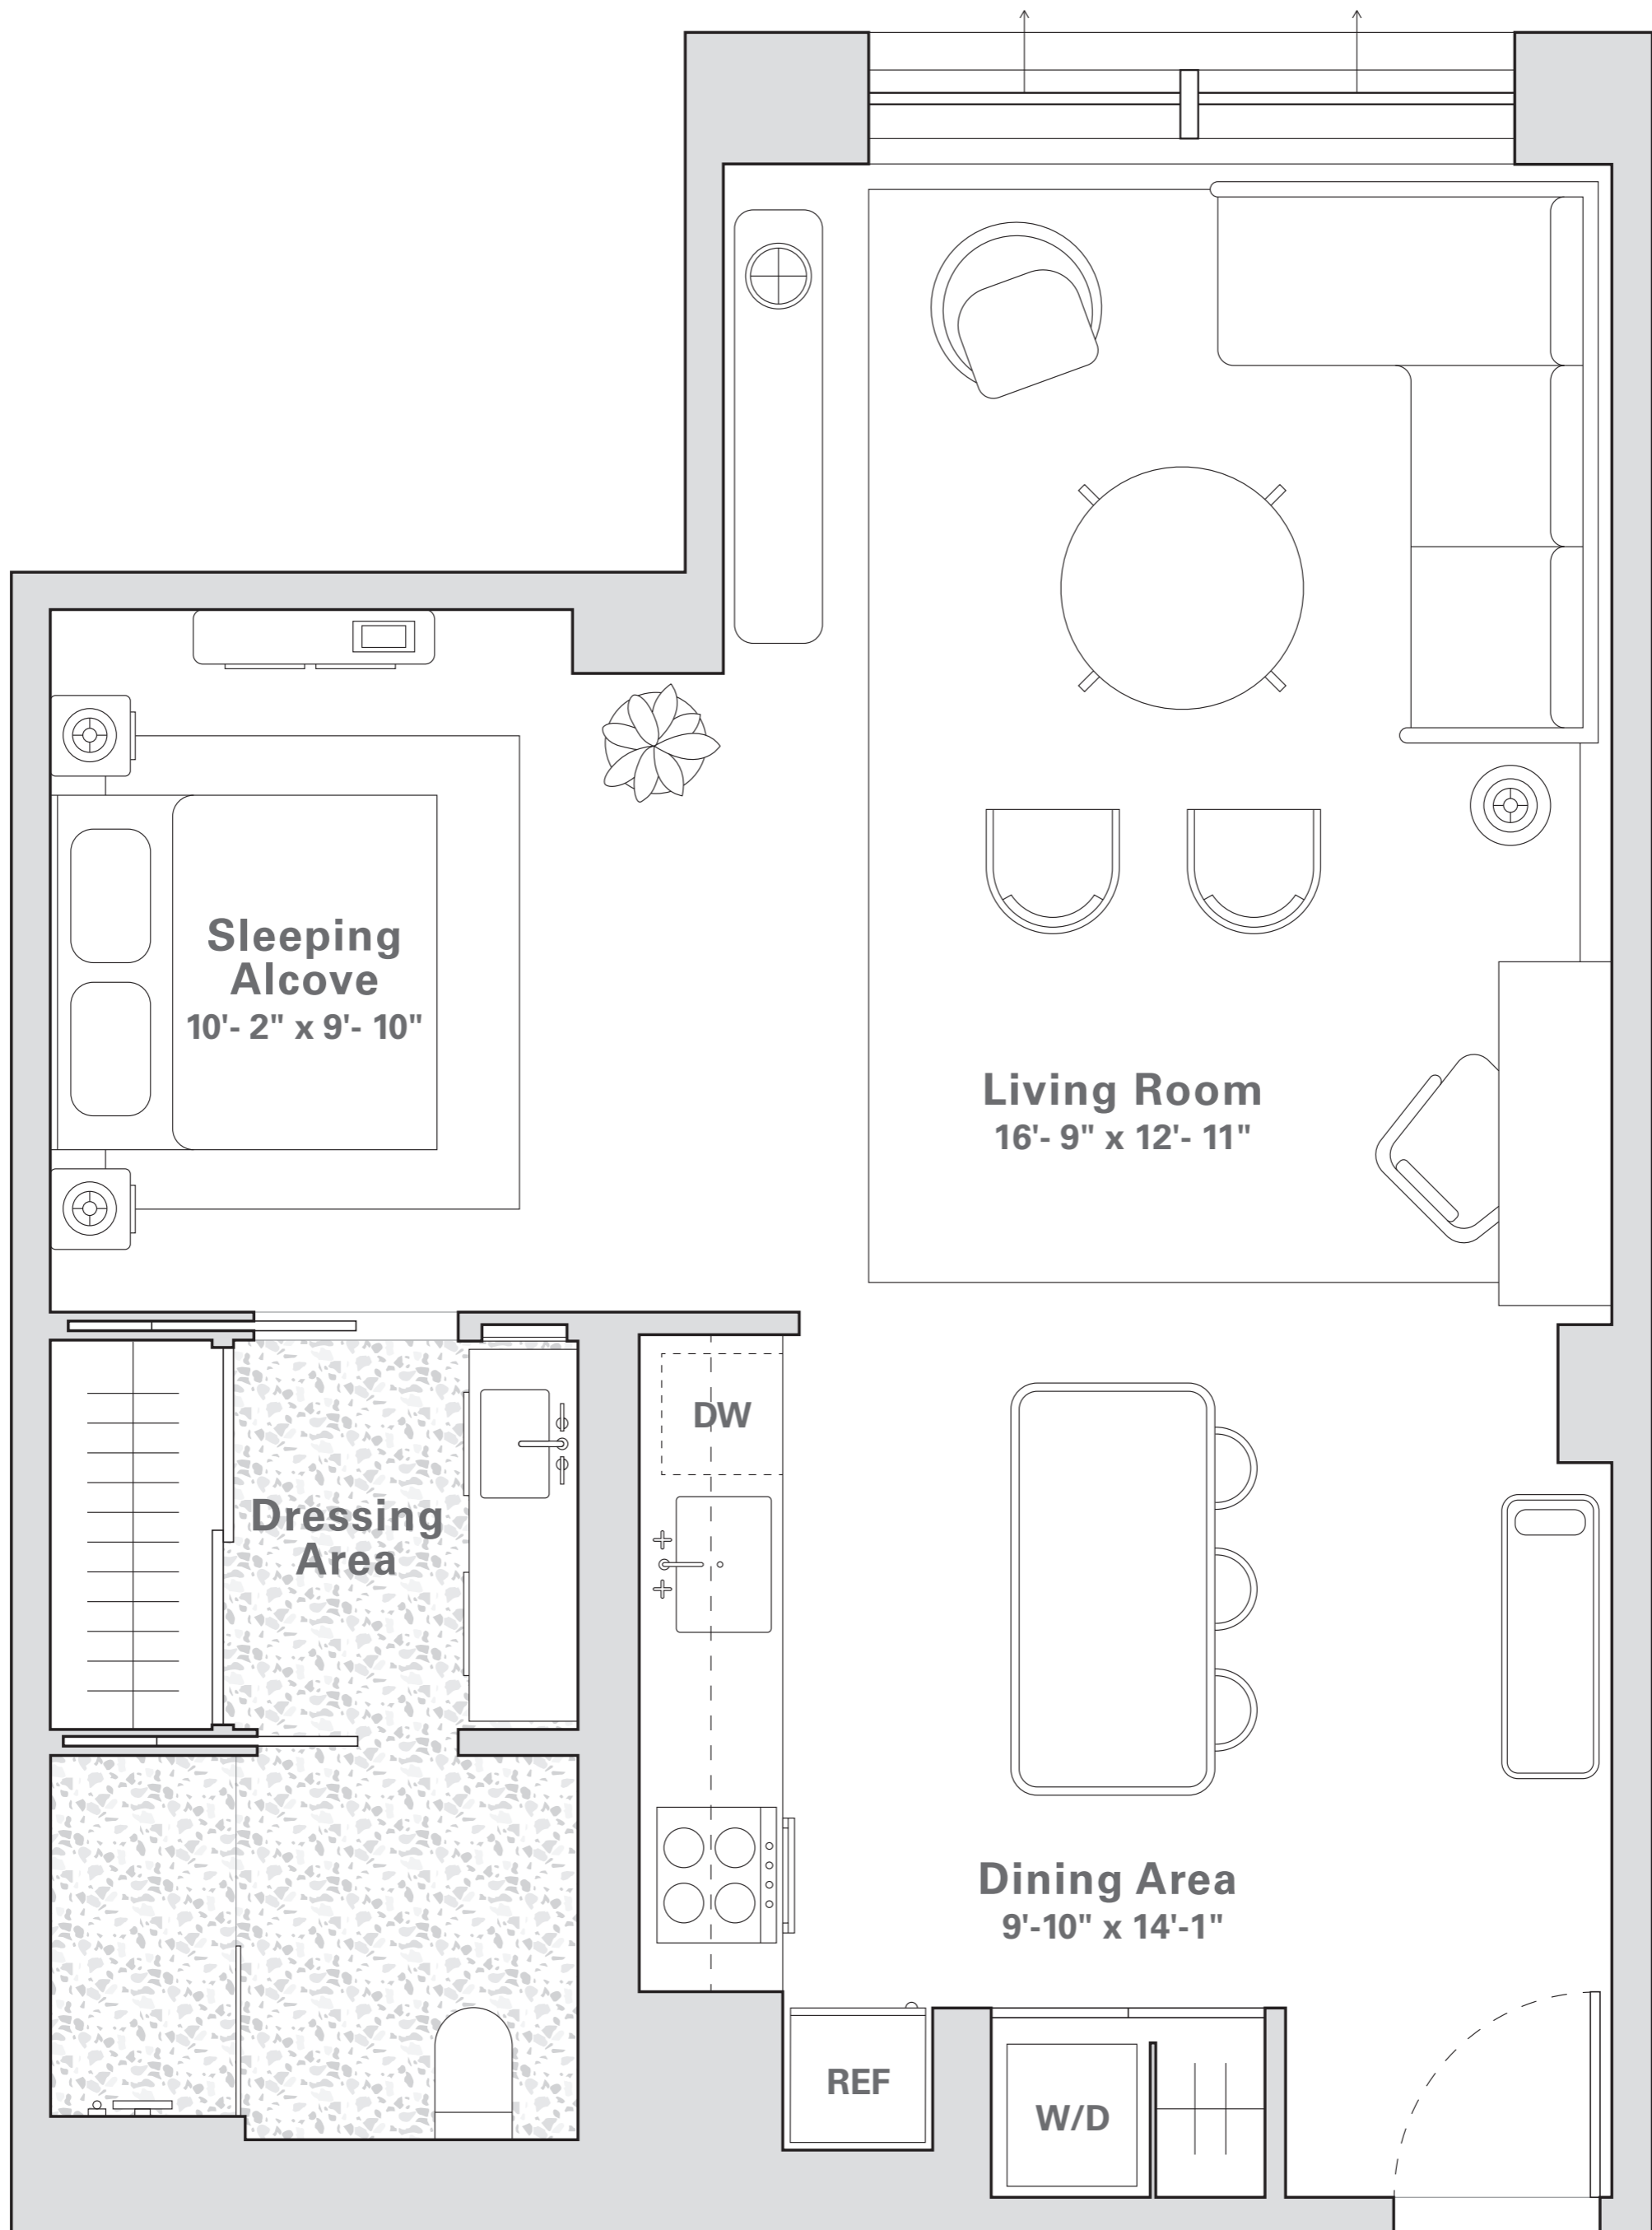 Sleeping
Alcove
10'- 2" x 9'- 10"
Living Room
16'- 9" x 12'- 11"
DW
Dressing
Area
Dining Area
9'-10" x 14'-1"
REF
W/D